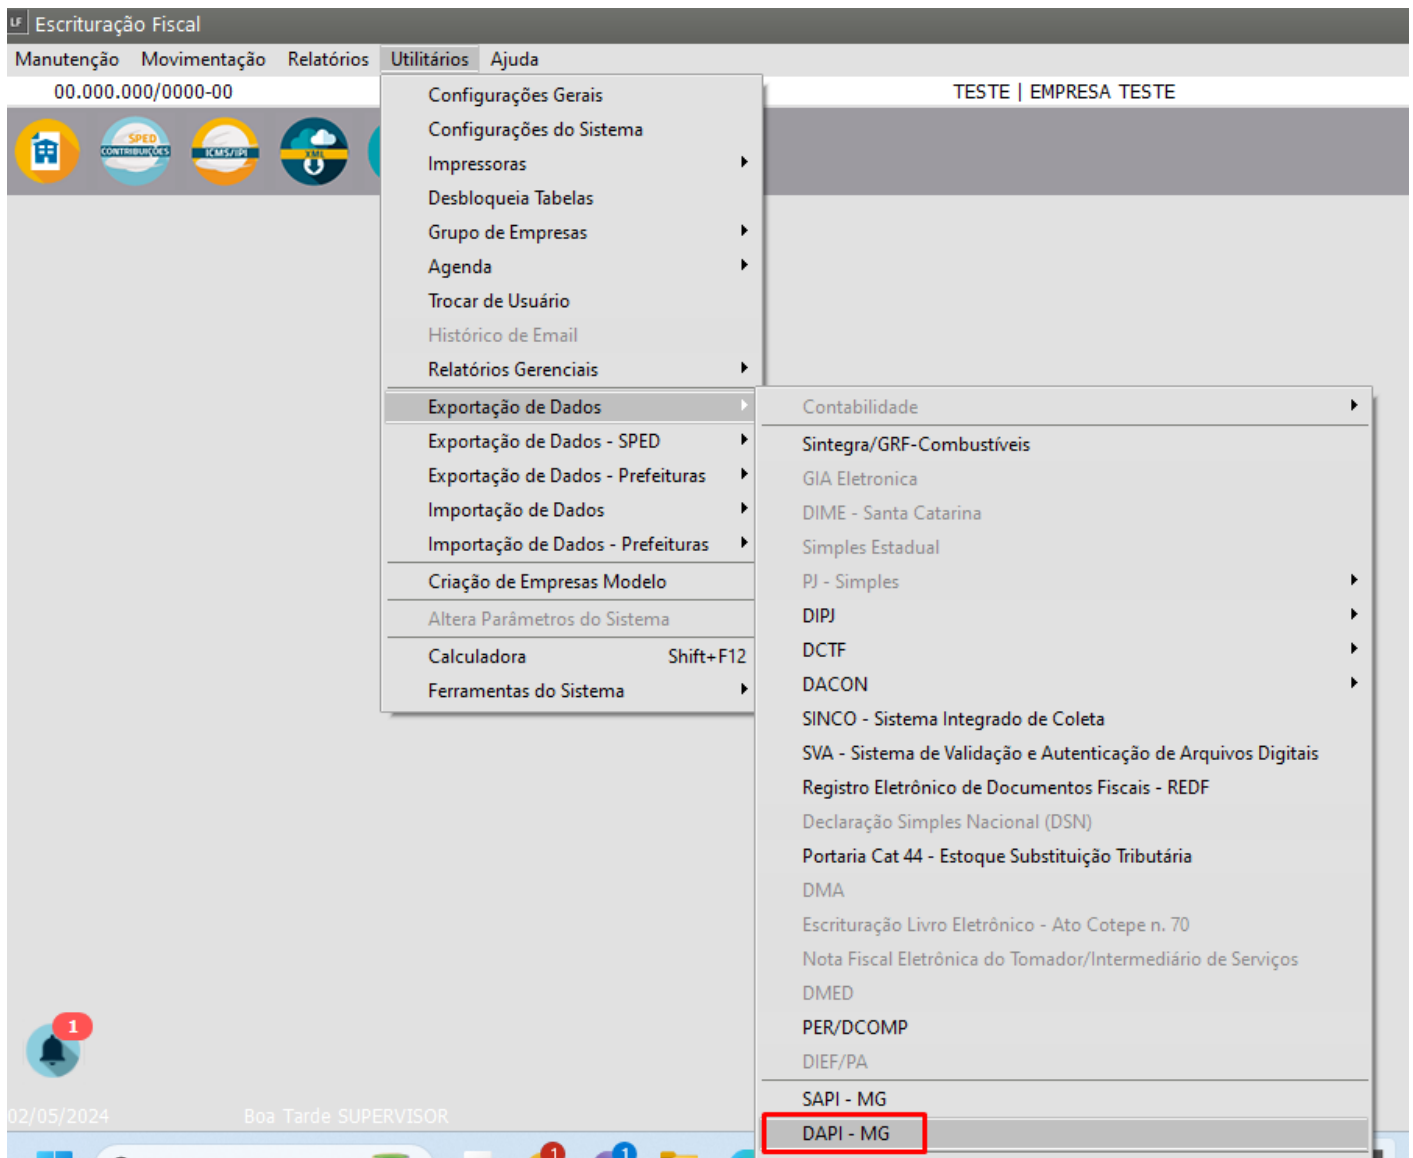 LF Escrituração Fiscal
Manutenção Movimentação Relatórios Utilitários Ajuda
00.000.000/0000-00 TESTE | EMPRESA TESTE
SPED CONTRIBUIÇÕES
ICMS/IPI
XML
Configurações Gerais
Configurações do Sistema
Impressoras
Desbloqueia Tabelas
Grupo de Empresas
Agenda
Trocar de Usuário
Histórico de Email
Relatórios Gerenciais
Exportação de Dados
Exportação de Dados - SPED
Exportação de Dados - Prefeituras
Importação de Dados
Importação de Dados - Prefeituras
Criação de Empresas Modelo
Altera Parâmetros do Sistema
Calculadora Shift+F12
Ferramentas do Sistema
Contabilidade
Sintegra/GRF-Combustíveis
GIA Eletronica
DIME - Santa Catarina
Simples Estadual
PJ - Simples
DIPJ
DCTF
DACON
SINCO - Sistema Integrado de Coleta
SVA - Sistema de Validação e Autenticação de Arquivos Digitais
Registro Eletrônico de Documentos Fiscais - REDF
Declaração Simples Nacional (DSN)
Portaria Cat 44 - Estoque Substituição Tributária
DMA
Escrituração Livro Eletrônico - Ato Cotepe n. 70
Nota Fiscal Eletrônica do Tomador/Intermediário de Serviços
DMED
PER/DCOMP
DIEF/PA
SAPI - MG
DAPI - MG
1
02/05/2024 Boa Tarde SUPERVISOR
1 1